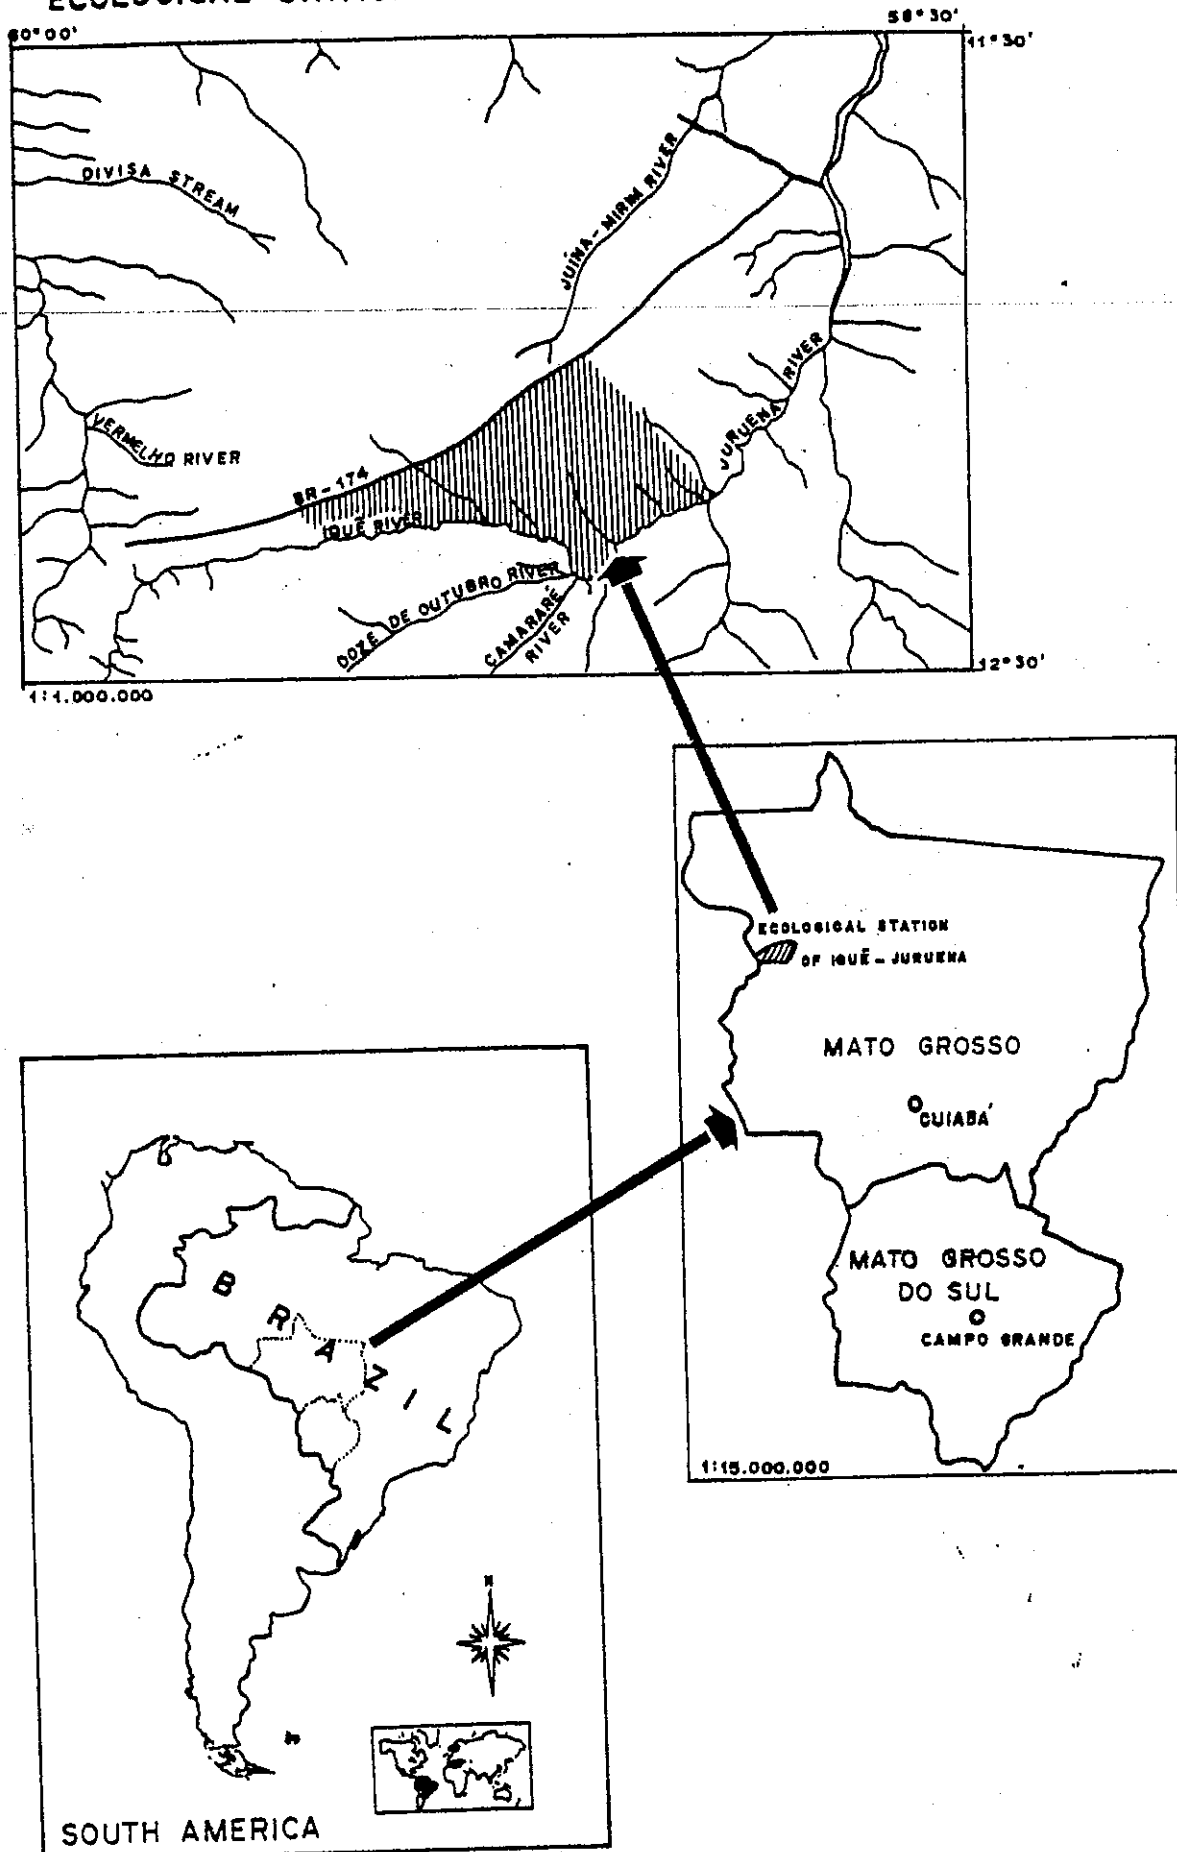 ECOLOGICAL
60°00'
58°30'
11°30'
DIVISA STREAM
JUÍNA-MIRIM RIVER
JURUENA RIVER
VERMELHO RIVER
BR-174
IQUÊ RIVER
DOZE DE OUTUBRO RIVER
CAMARARÉ
RIVER
12°30'
1:1.000.000
ECOLOGICAL STATION
OF IQUÊ-JURUENA
MATO GROSSO
CUIABÁ
MATO GROSSO
DO SUL
CAMPO GRANDE
1:15.000.000
BRAZIL
N
SOUTH AMERICA